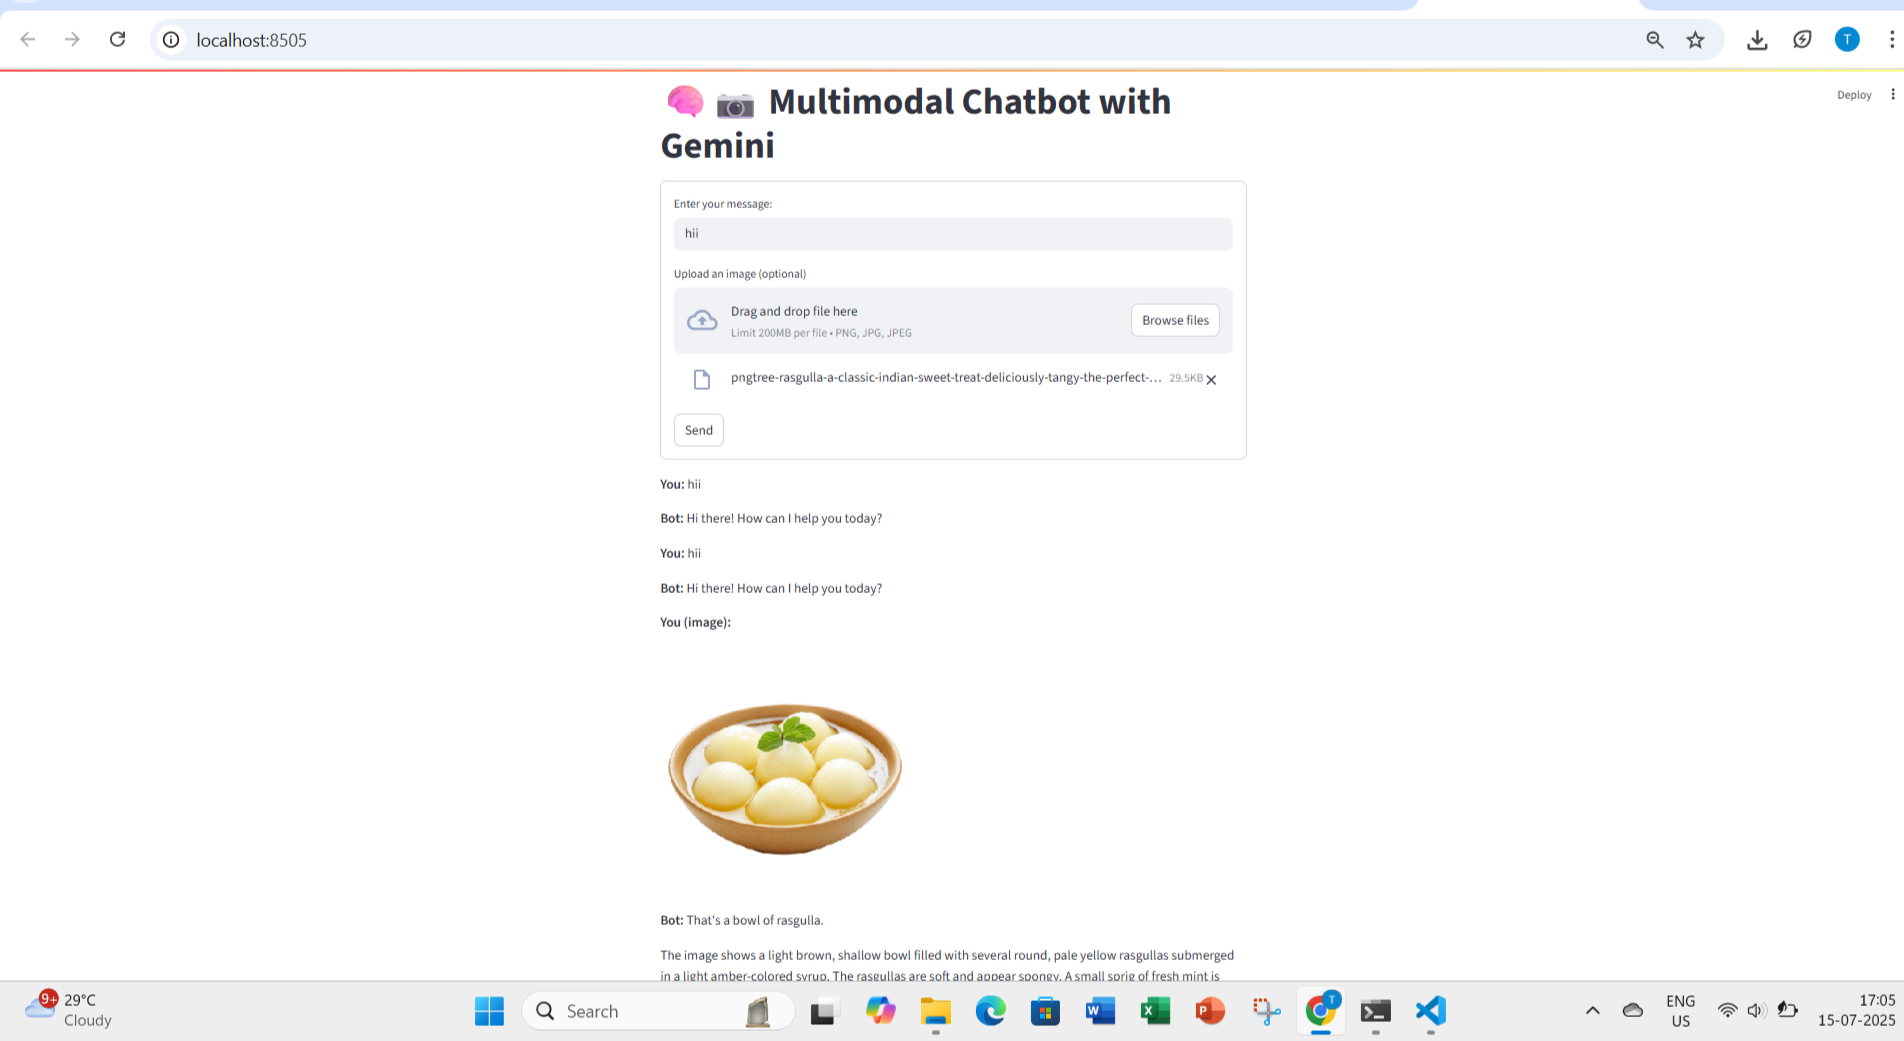 localhost:8505
T
Deploy
Multimodal Chatbot with
Gemini
Enter your message:
hii
Upload an image (optional)
Drag and drop file here
Limit 200MB per file • PNG, JPG, JPEG
Browse files
pngtree-rasgulla-a-classic-indian-sweet-treat-deliciously-tangy-the-perfect-... 29.5KB
Send
You: hii
Bot: Hi there! How can I help you today?
You: hii
Bot: Hi there! How can I help you today?
You (image):
Bot: That's a bowl of rasgulla.
The image shows a light brown, shallow bowl filled with several round, pale yellow rasgullas submerged
in a light amber-colored syrup. The rasgullas are soft and appear spongy. A small sprig of fresh mint is
9+
29°C
Cloudy
Search
W
X
P
T
ENG
US
17:05
15-07-2025